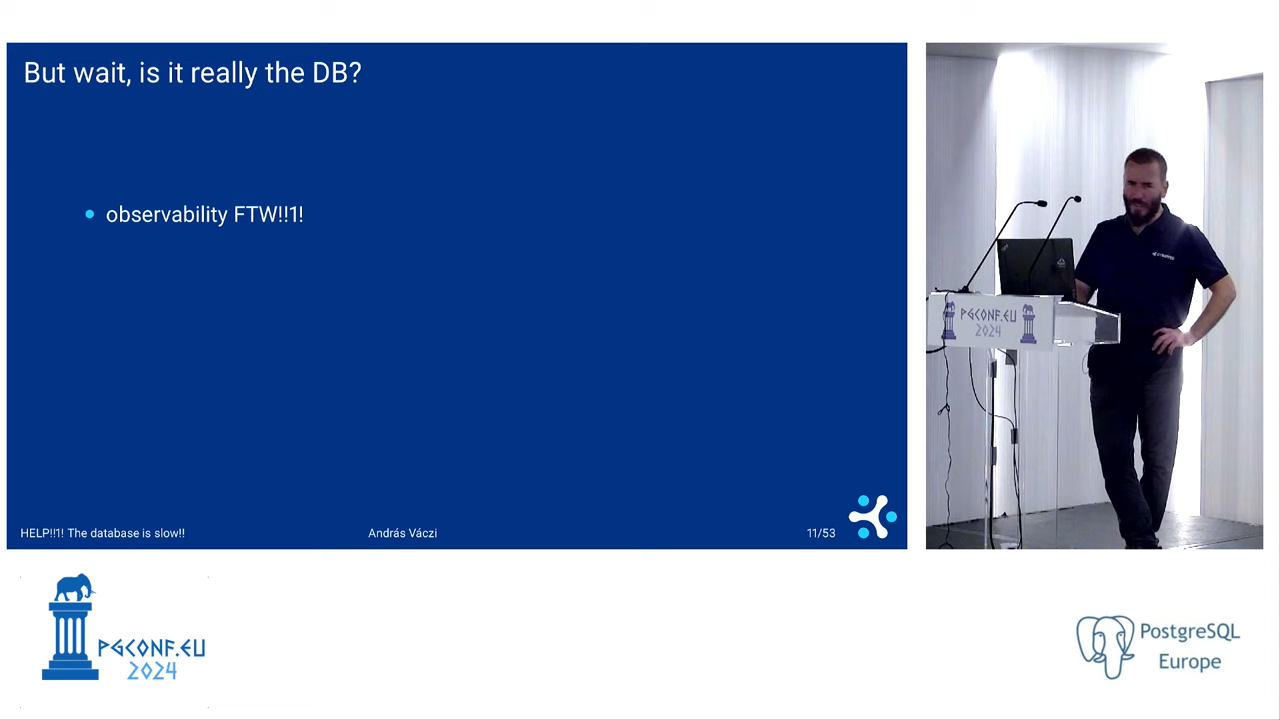 But wait, is it really the DB?
observability FTW!!1!
HELP!!1! The database is slow!!
András Váczi
11/53
PGCONF.EU
2024
PGCONF.EU
2024
PostgreSQL
Europe